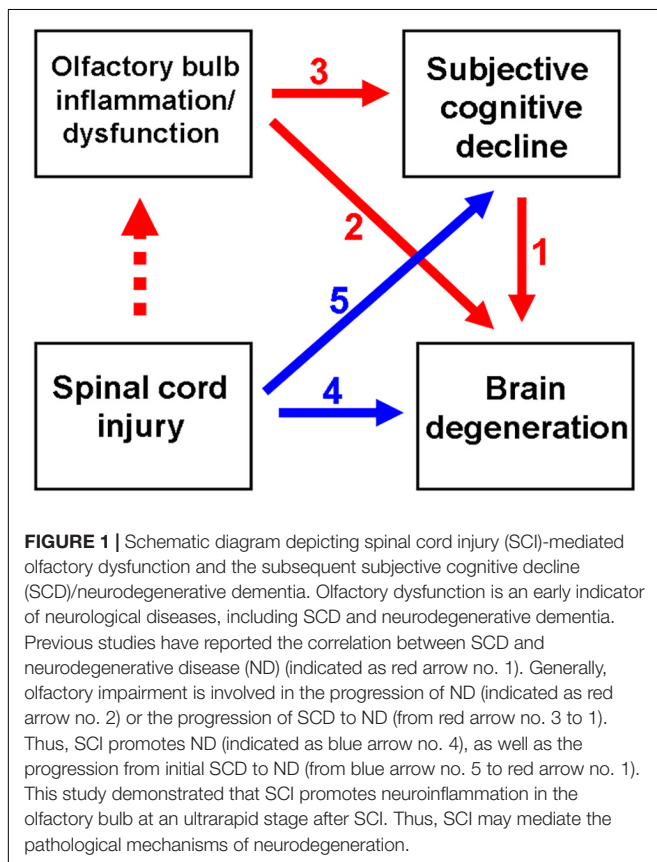 Olfactory bulb
inflammation/
dysfunction
3
Subjective
cognitive
decline
2
1
5
Spinal cord
injury
4
Brain
degeneration
FIGURE 1 | Schematic diagram depicting spinal cord injury (SCI)-mediated
olfactory dysfunction and the subsequent subjective cognitive decline
(SCD)/neurodegenerative dementia. Olfactory dysfunction is an early indicator
of neurological diseases, including SCD and neurodegenerative dementia.
Previous studies have reported the correlation between SCD and
neurodegenerative disease (ND) (indicated as red arrow no. 1). Generally,
olfactory impairment is involved in the progression of ND (indicated as red
arrow no. 2) or the progression of SCD to ND (from red arrow no. 3 to 1).
Thus, SCI promotes ND (indicated as blue arrow no. 4), as well as the
progression from initial SCD to ND (from blue arrow no. 5 to red arrow no. 1).
This study demonstrated that SCI promotes neuroinflammation in the
olfactory bulb at an ultrarapid stage after SCI. Thus, SCI may mediate the
pathological mechanisms of neurodegeneration.